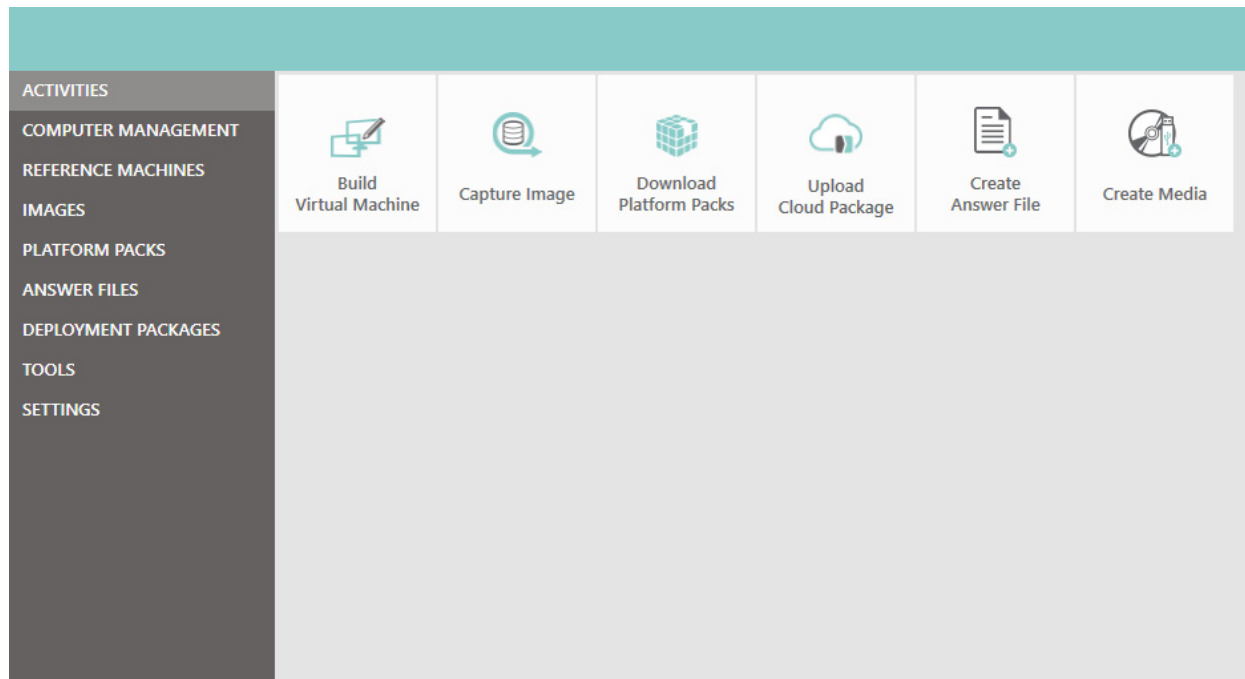 ACTIVITIES
COMPUTER MANAGEMENT
REFERENCE MACHINES
IMAGES
PLATFORM PACKS
ANSWER FILES
DEPLOYMENT PACKAGES
TOOLS
SETTINGS
Build
Virtual Machine
Capture Image
Download
Platform Packs
Upload
Cloud Package
Create
Answer File
Create Media